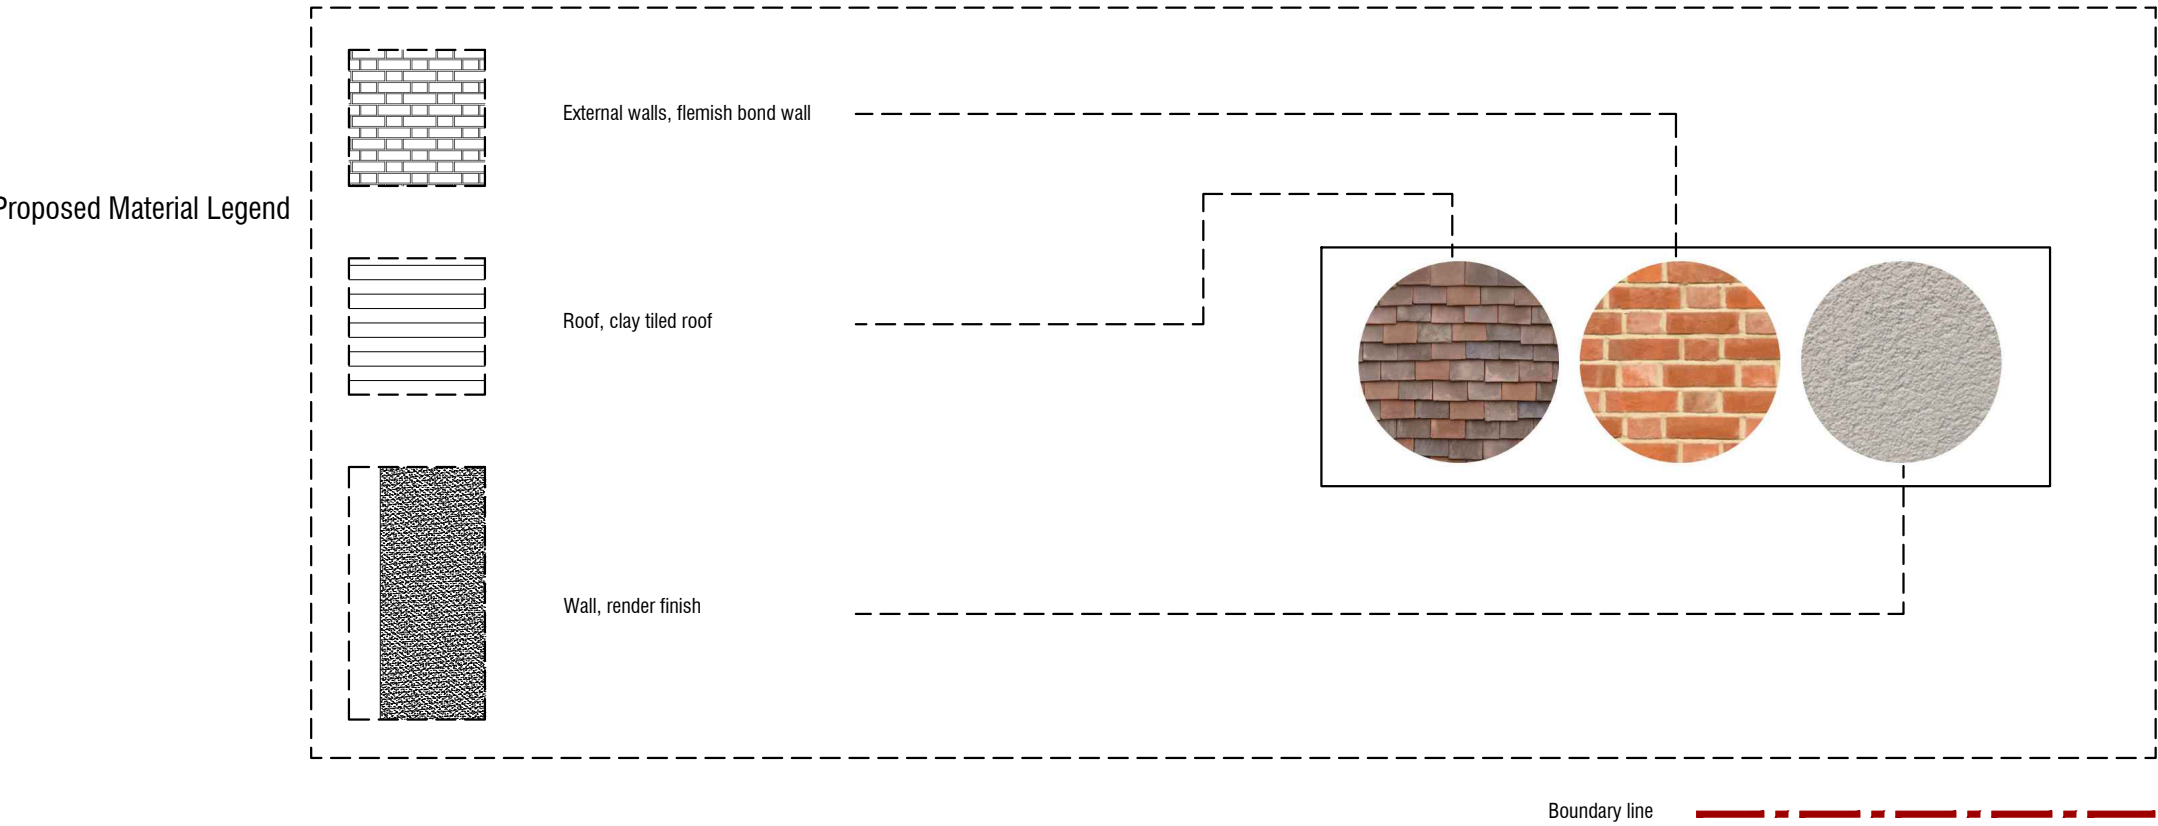 External walls, flemish bond wall
Proposed Material Legend
Roof, clay tiled roof
Wall, render finish
Boundary line